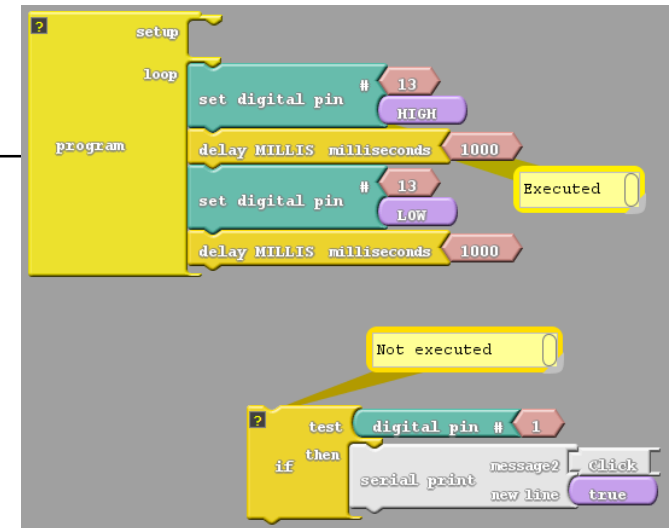 ?
setup
loop
program
set digital pin # 13
HIGH
delay MILLIS milliseconds 1000
Executed
set digital pin # 13
LOW
delay MILLIS milliseconds 1000
Not executed
?
test digital pin # 1
if then
serial print message2 Click
new line true